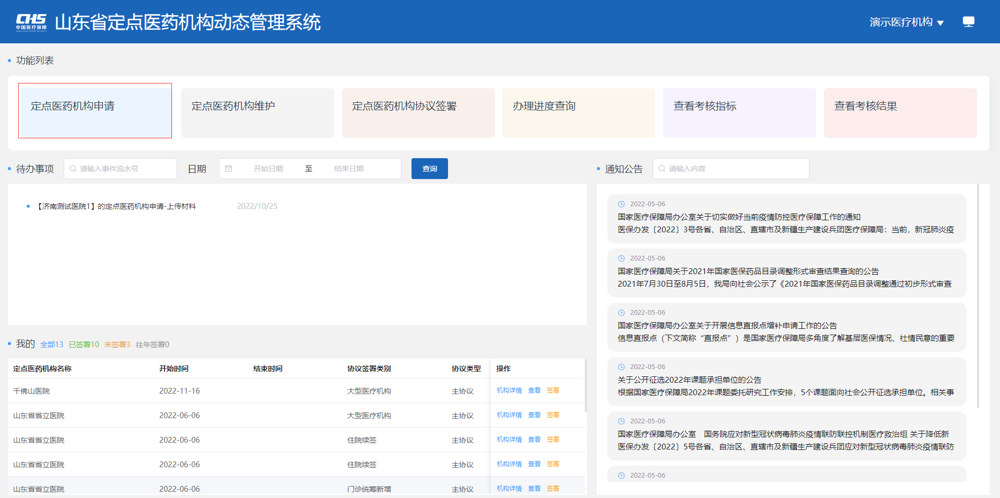 CHS
中国医疗保障
CHINA HEALTHCARE SECURITY
山东省定点医药机构动态管理系统
演示医疗机构
功能列表
定点医药机构申请
定点医药机构维护
定点医药机构协议签署
办理进度查询
查看考核指标
查看考核结果
待办事项
请输入事件流水号
日期
开始日期
至
结束日期
查询
【济南测试医院1】的定点医药机构申请-上传材料 2022/10/25
我的 全部13 已签署10 未签署3 往年签署0
定点医药机构名称 开始时间 结束时间 协议签署类别 协议类型 操作
千佛山医院 2022-11-16 大型医疗机构 主协议 机构详情 查看 签署
山东省省立医院 2022-06-06 大型医疗机构 主协议 机构详情 查看 签署
山东省省立医院 2022-06-06 住院续签 主协议 机构详情 查看 签署
山东省省立医院 2022-06-06 住院续签 主协议 机构详情 查看 签署
山东省省立医院 2022-06-06 门诊统筹新增 主协议 机构详情 查看 签署
通知公告
请输入内容
2022-05-06
国家医疗保障局办公室关于切实做好当前疫情防控医疗保障工作的通知
医保办发〔2022〕3号各省、自治区、直辖市及新疆生产建设兵团医疗保障局：当前，新冠肺炎疫
2022-05-06
国家医疗保障局关于2021年国家医保药品目录调整形式审查结果查询的公告
2021年7月30日至8月5日，我局向社会公示了《2021年国家医保药品目录调整通过初步形式审查
2022-05-06
国家医疗保障局办公室关于开展信息直报点增补申请工作的公告
信息直报点（下文简称“直报点”）是国家医疗保障局多角度了解基层医保情况、社情民意的重要
2022-05-06
关于公开征选2022年课题承担单位的公告
根据国家医疗保障局2022年课题委托研究工作安排，5个课题面向社会公开征选承担单位。相关事
2022-05-06
国家医疗保障局办公室　国务院应对新型冠状病毒肺炎疫情联防联控机制医疗救治组 关于降低新
医保办发〔2022〕5号各省、自治区、直辖市及新疆生产建设兵团应对新型冠状病毒肺炎疫情联防
2022-05-06